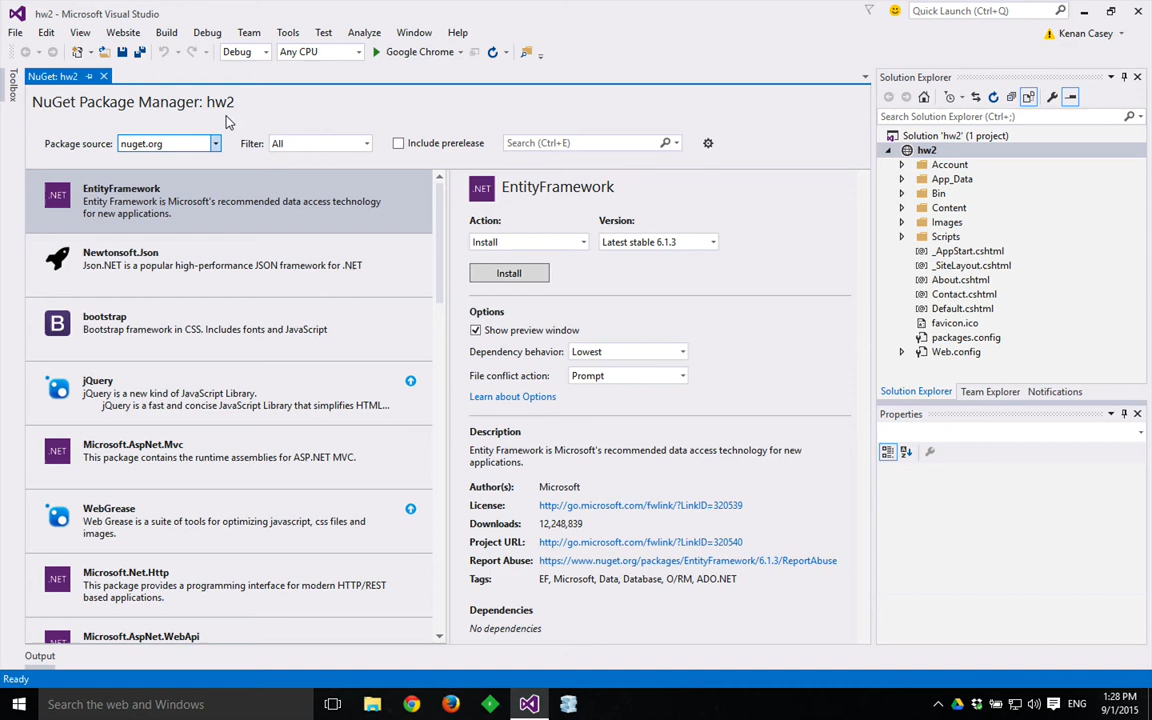 hw2 - Microsoft Visual Studio
Quick Launch (Ctrl+Q)
File Edit View Website Build Debug Team Tools Test Analyze Window Help
Kenan Casey
Debug Any CPU Google Chrome
Toolbox
NuGet: hw2
NuGet Package Manager: hw2
Package source: nuget.org Filter: All Include prerelease Search (Ctrl+E)
.NET
EntityFramework
Entity Framework is Microsoft's recommended data access technology
for new applications.
Newtonsoft.Json
Json.NET is a popular high-performance JSON framework for .NET
B
bootstrap
Bootstrap framework in CSS. Includes fonts and JavaScript
jQuery
jQuery is a new kind of JavaScript Library.
jQuery is a fast and concise JavaScript Library that simplifies HTML...
.NET
Microsoft.AspNet.Mvc
This package contains the runtime assemblies for ASP.NET MVC.
WebGrease
Web Grease is a suite of tools for optimizing javascript, css files and
images.
.NET
Microsoft.Net.Http
This package provides a programming interface for modern HTTP/REST
based applications.
.NET
Microsoft.AspNet.WebApi
.NET EntityFramework
Action: Version:
Install Latest stable 6.1.3
Install
Options
Show preview window
Dependency behavior: Lowest
File conflict action: Prompt
Learn about Options
Description
Entity Framework is Microsoft's recommended data access technology for new
applications.
Author(s): Microsoft
License: http://go.microsoft.com/fwlink/?LinkID=320539
Downloads: 12,248,839
Project URL: http://go.microsoft.com/fwlink/?LinkID=320540
Report Abuse: https://www.nuget.org/packages/EntityFramework/6.1.3/ReportAbuse
Tags: EF, Microsoft, Data, Database, O/RM, ADO.NET
Dependencies
No dependencies
Solution Explorer
Search Solution Explorer (Ctrl+;)
Solution 'hw2' (1 project)
hw2
Account
App_Data
Bin
Content
Images
Scripts
_AppStart.cshtml
_SiteLayout.cshtml
About.cshtml
Contact.cshtml
Default.cshtml
favicon.ico
packages.config
Web.config
Solution Explorer Team Explorer Notifications
Properties
Output
Ready
Search the web and Windows
ENG
1:28 PM
9/1/2015